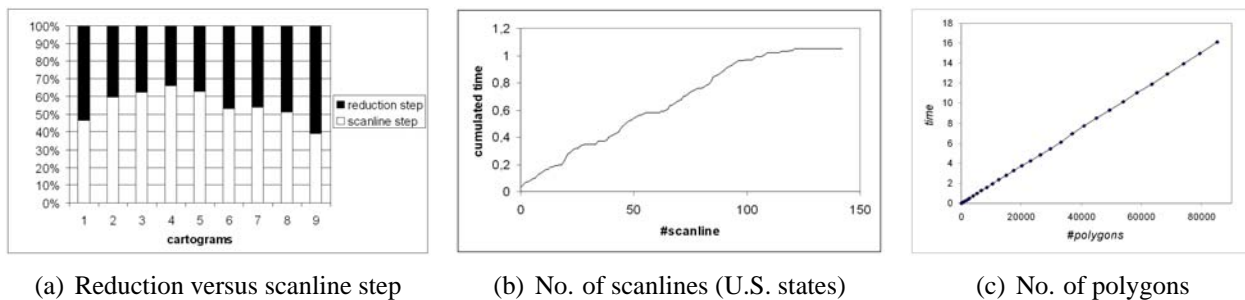 100%
90%
80%
70%
60%
50%
40%
30%
20%
10%
0%
1 2 3 4 5 6 7 8 9
cartograms
reduction step
scanline step
(a) Reduction versus scanline step
cumulated time
1,2
1
0,8
0,6
0,4
0,2
0
0 50 100 150
#scanline
(b) No. of scanlines (U.S. states)
time
18
16
14
12
10
8
6
4
2
0
0 20000 40000 60000 80000
#polygons
(c) No. of polygons